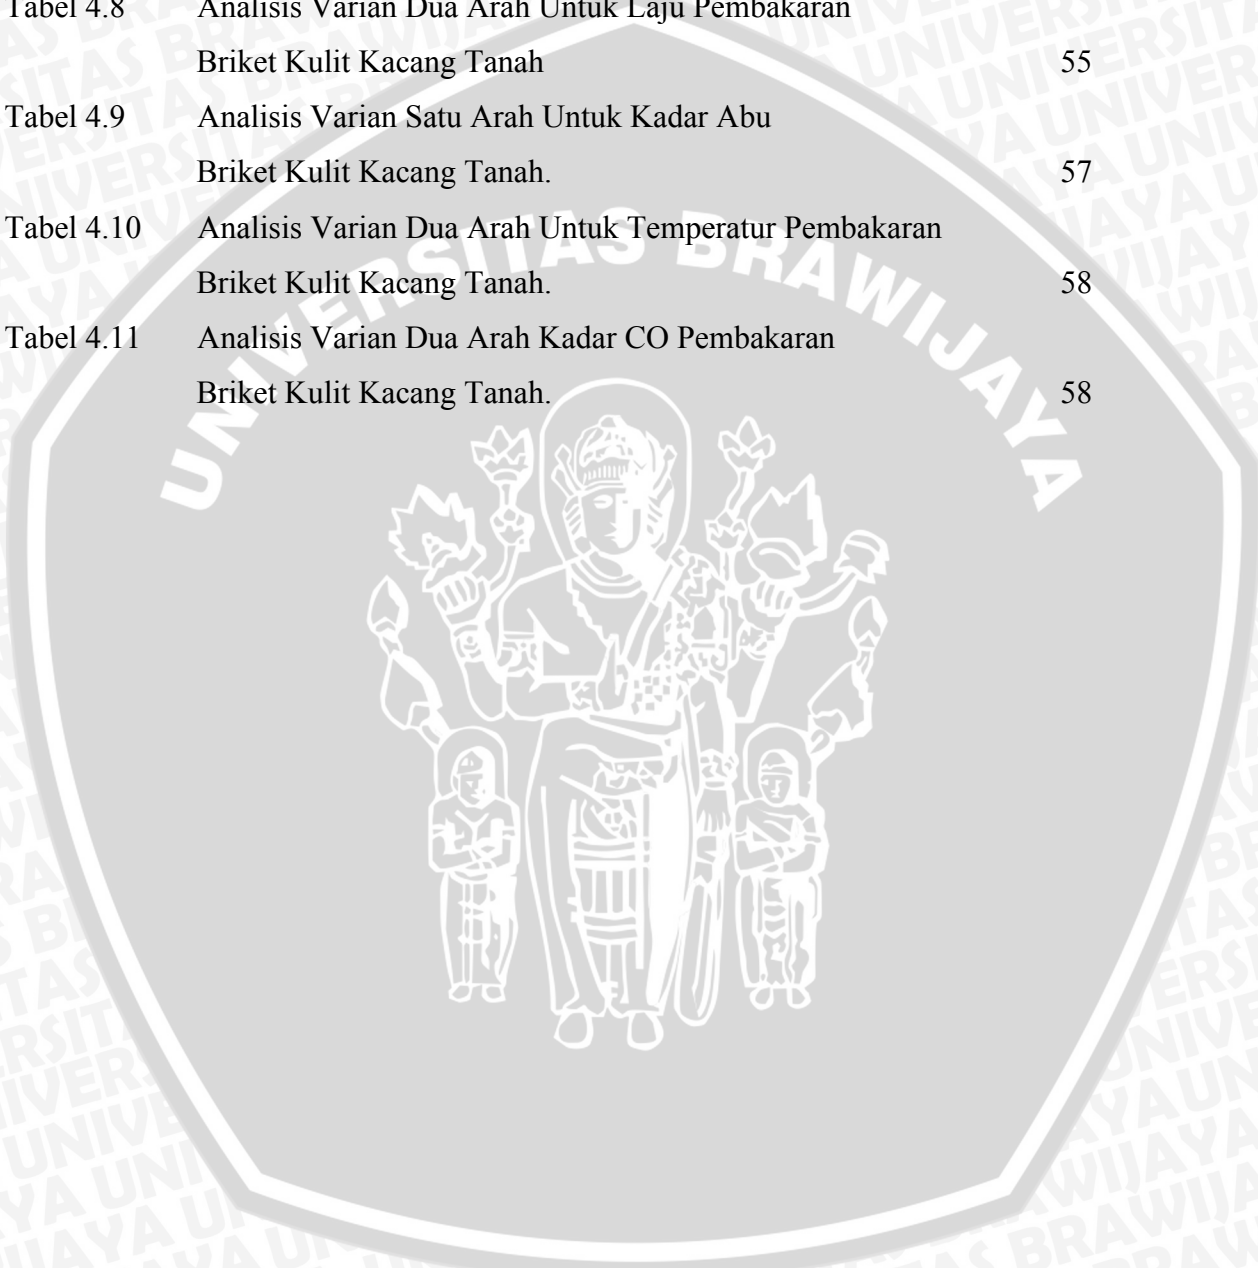 Tabel 4.8 Analisis Varian Dua Arah Untuk Laju Pembakaran
Briket Kulit Kacang Tanah 55
Tabel 4.9 Analisis Varian Satu Arah Untuk Kadar Abu
Briket Kulit Kacang Tanah. 57
Tabel 4.10 Analisis Varian Dua Arah Untuk Temperatur Pembakaran
Briket Kulit Kacang Tanah. 58
Tabel 4.11 Analisis Varian Dua Arah Kadar CO Pembakaran
Briket Kulit Kacang Tanah. 58
UNIVERSITAS BRAWIJAYA